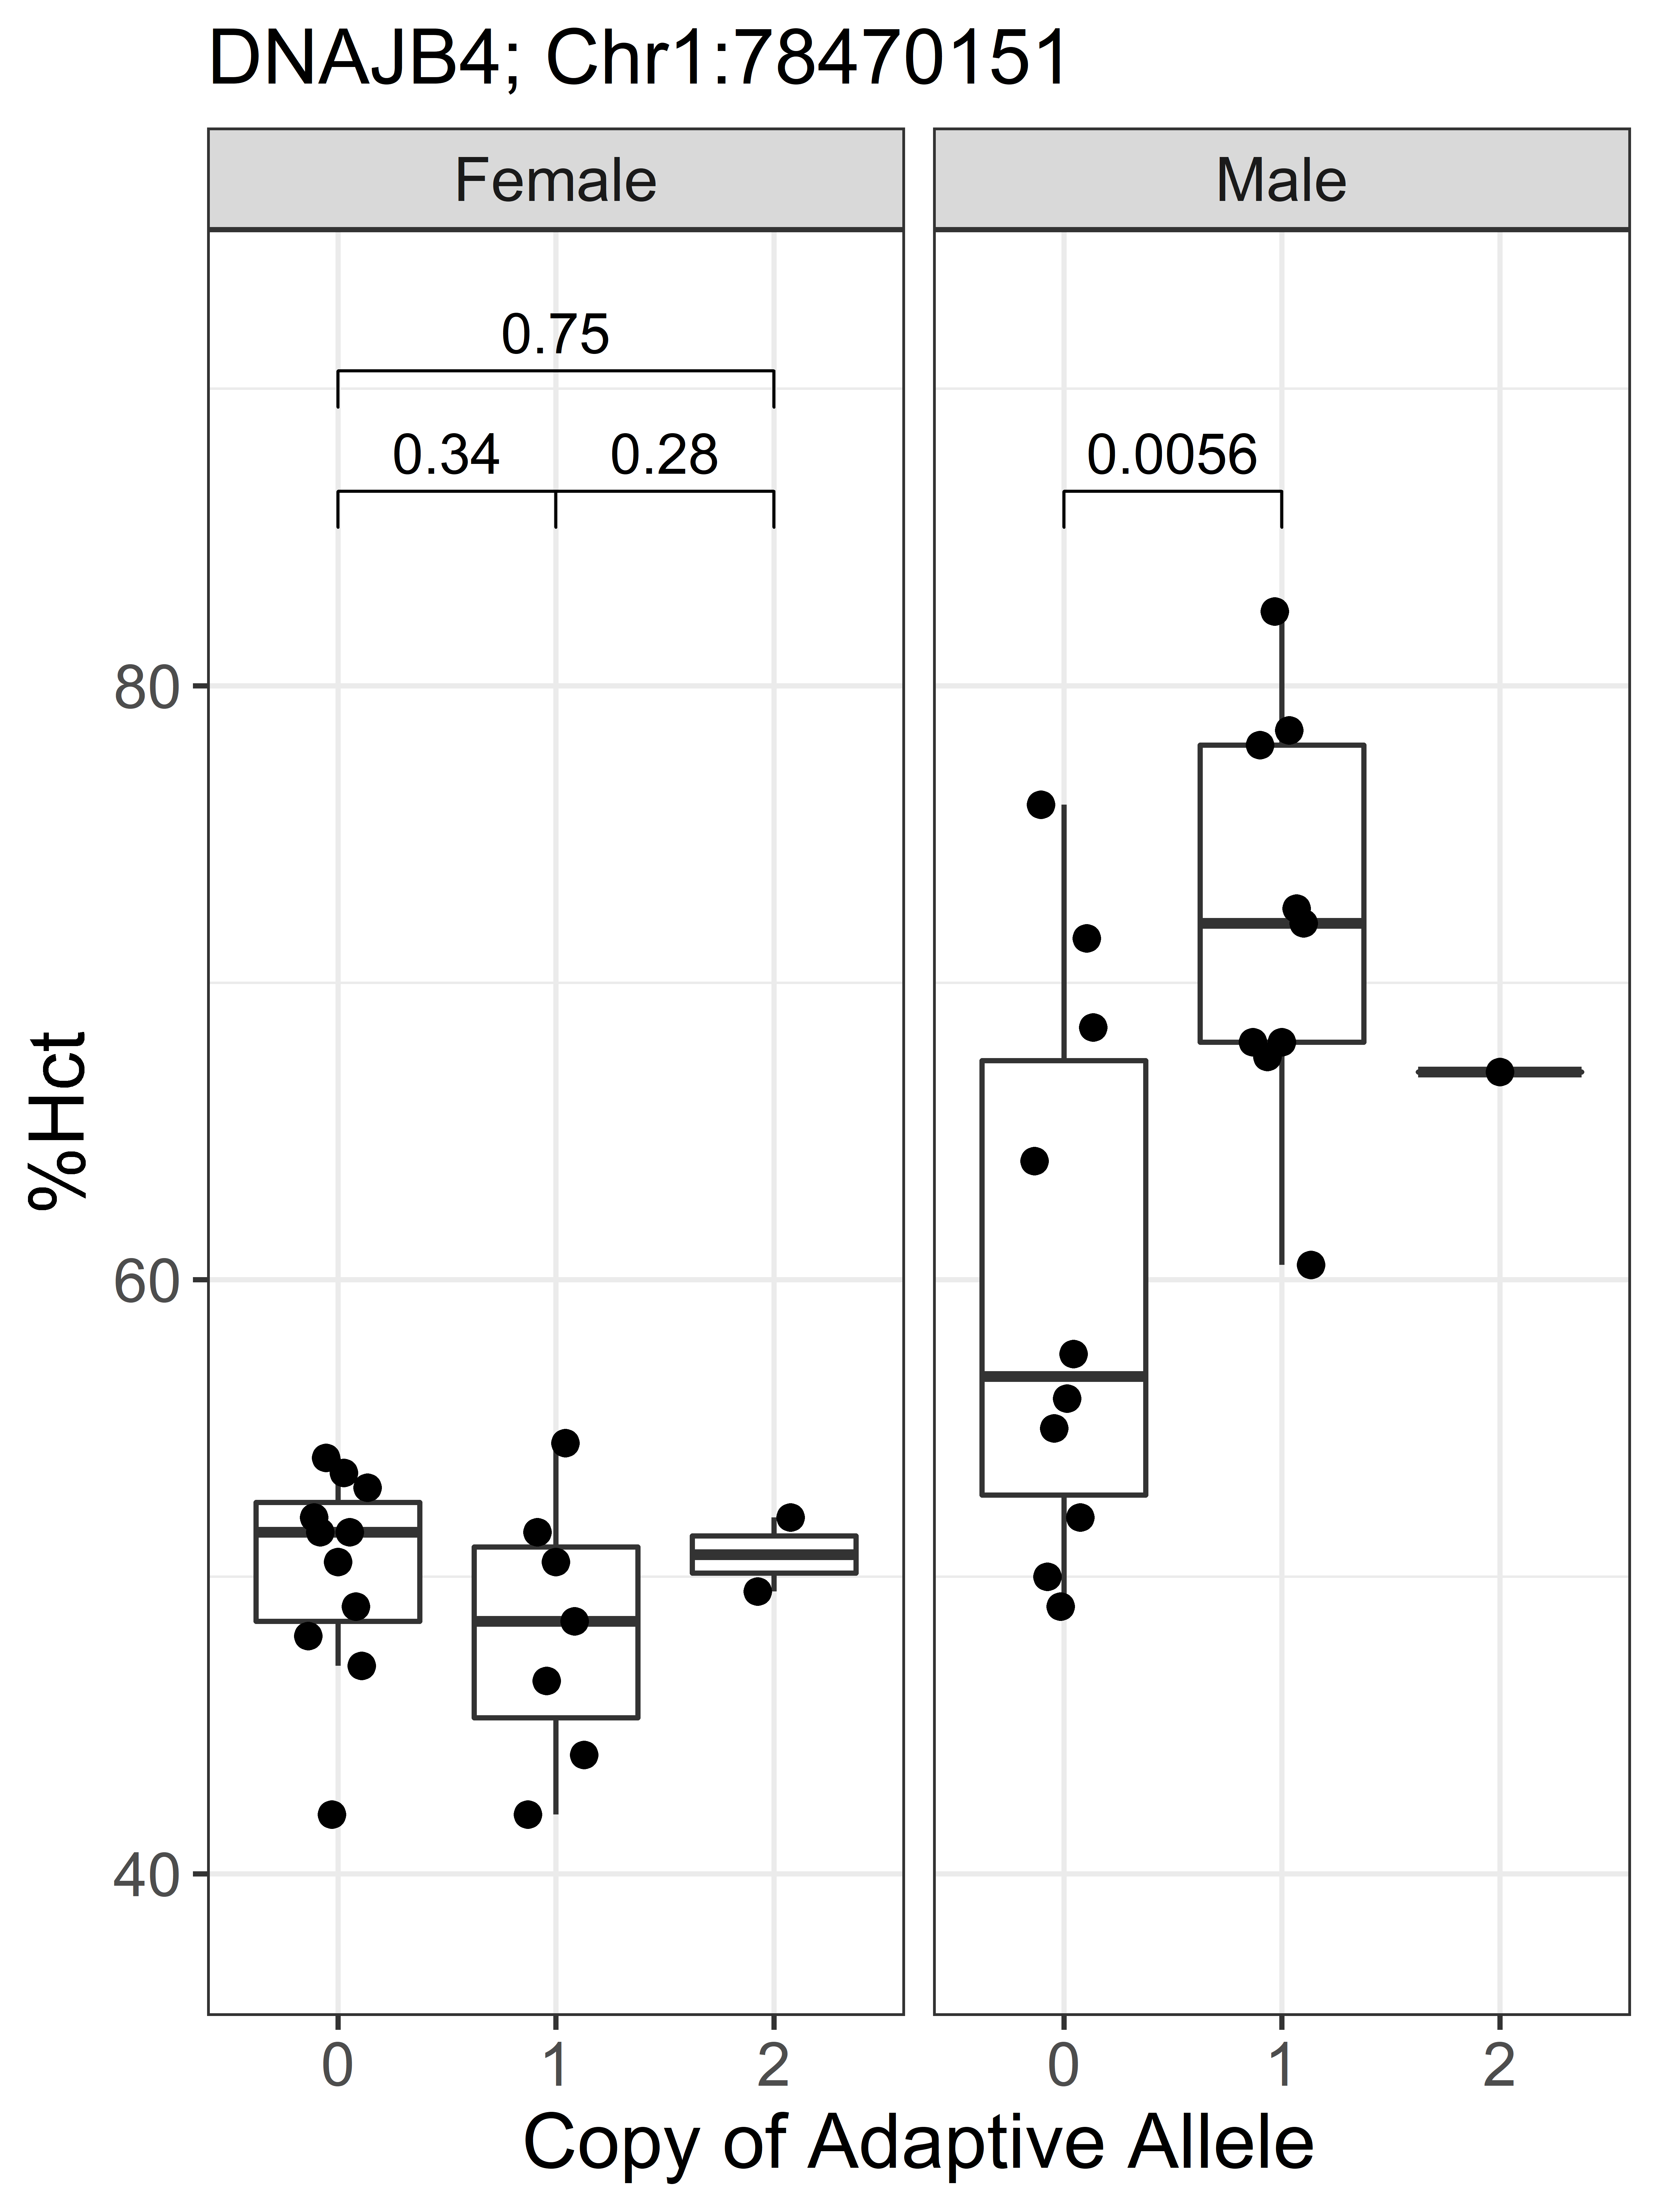 DNAJB4; Chr1:78470151
Female Male
0.75
0.34 0.28 0.0056
80
60
40
%Hct
0 1 2 0 1 2
Copy of Adaptive Allele